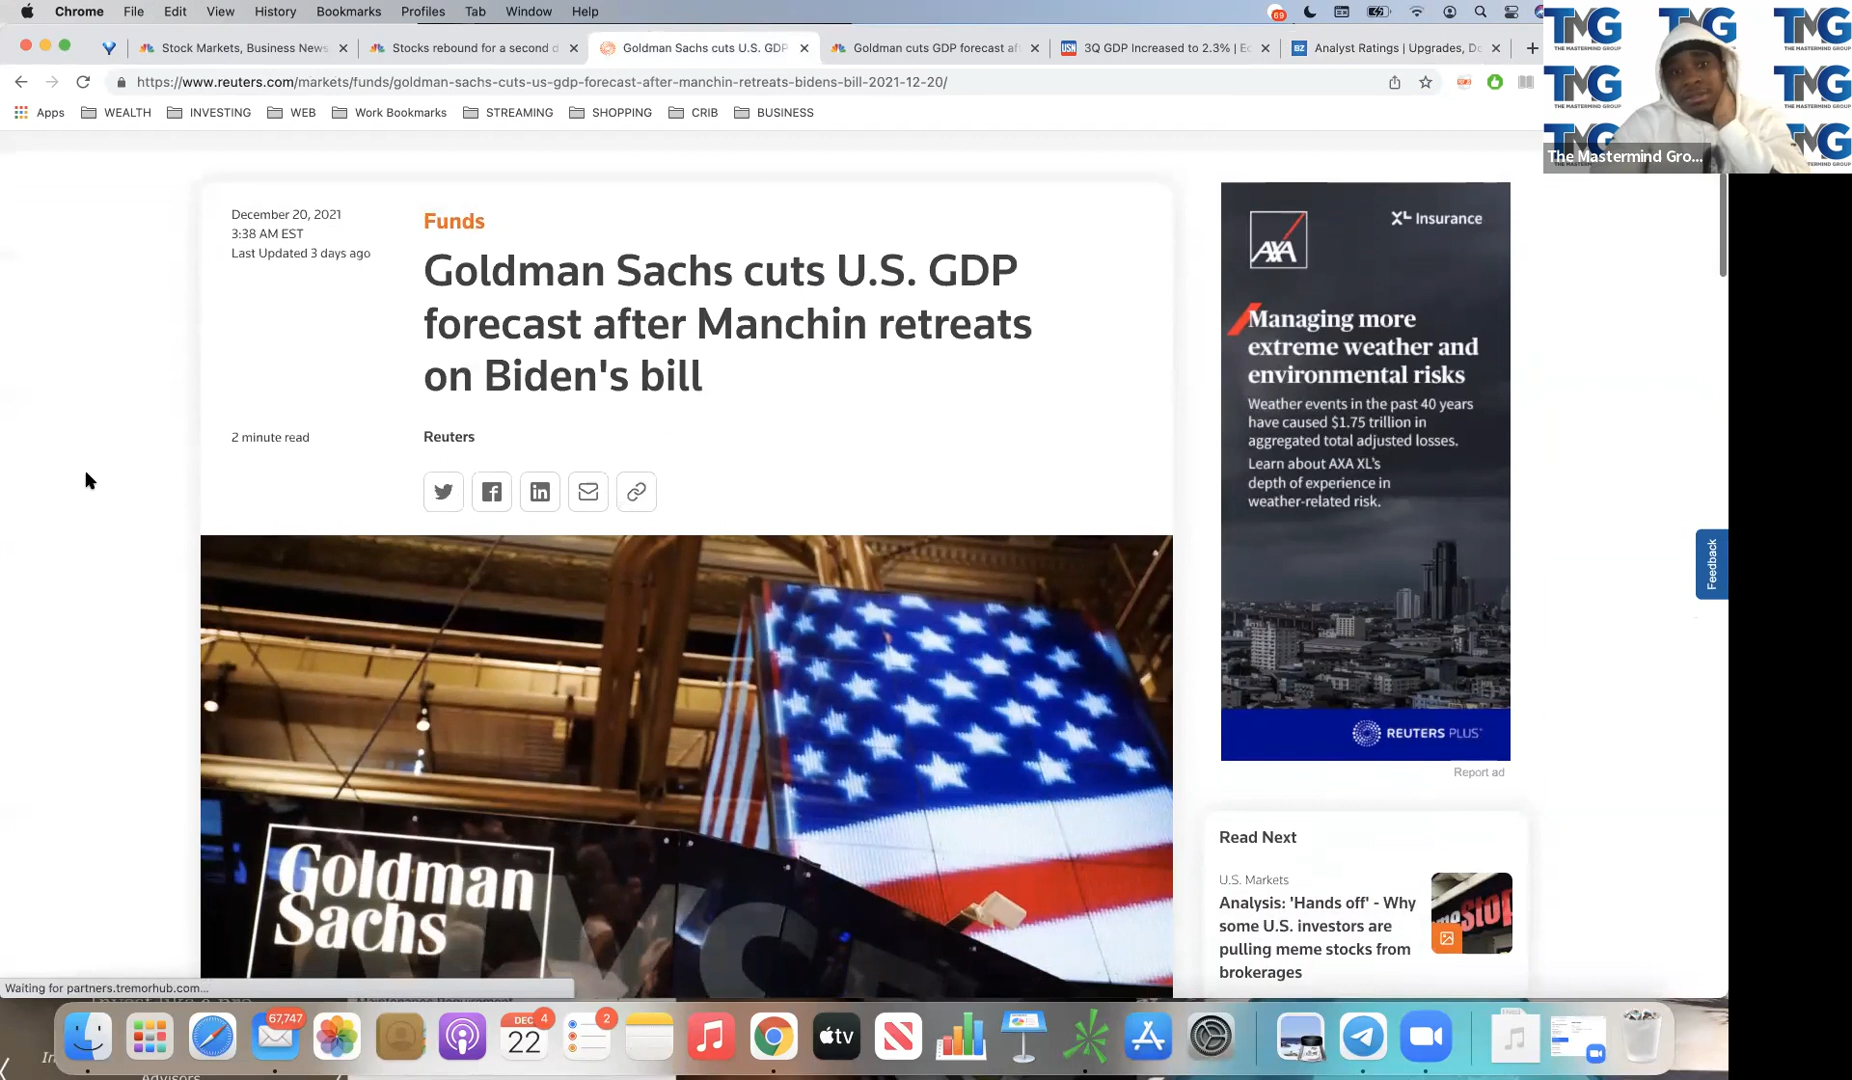 Chrome File Edit View History Bookmarks Profiles Tab Window Help
69
Stock Markets, Business News
Stocks rebound for a second d
Goldman Sachs cuts U.S. GDP
Goldman cuts GDP forecast af
USN 3Q GDP Increased to 2.3% | Ec
BZ Analyst Ratings | Upgrades, Do
https://www.reuters.com/markets/funds/goldman-sachs-cuts-us-gdp-forecast-after-manchin-retreats-bidens-bill-2021-12-20/
Apps WEALTH INVESTING WEB Work Bookmarks STREAMING SHOPPING CRIB BUSINESS
TMG
THE MASTERMIND GROUP
The Mastermind Gro...
December 20, 2021
3:38 AM EST
Last Updated 3 days ago
Funds
Goldman Sachs cuts U.S. GDP
forecast after Manchin retreats
on Biden's bill
2 minute read
Reuters
Goldman
Sachs
NYSE
AXA
XL Insurance
Managing more
extreme weather and
environmental risks
Weather events in the past 40 years
have caused $1.75 trillion in
aggregated total adjusted losses.
Learn about AXA XL's
depth of experience in
weather-related risk.
REUTERS PLUS
Report ad
Feedback
Read Next
U.S. Markets
Analysis: 'Hands off' - Why
some U.S. investors are
pulling meme stocks from
brokerages
meStop
Waiting for partners.tremorhub.com...
67,747
DEC 4
22
2
tv
Advisors